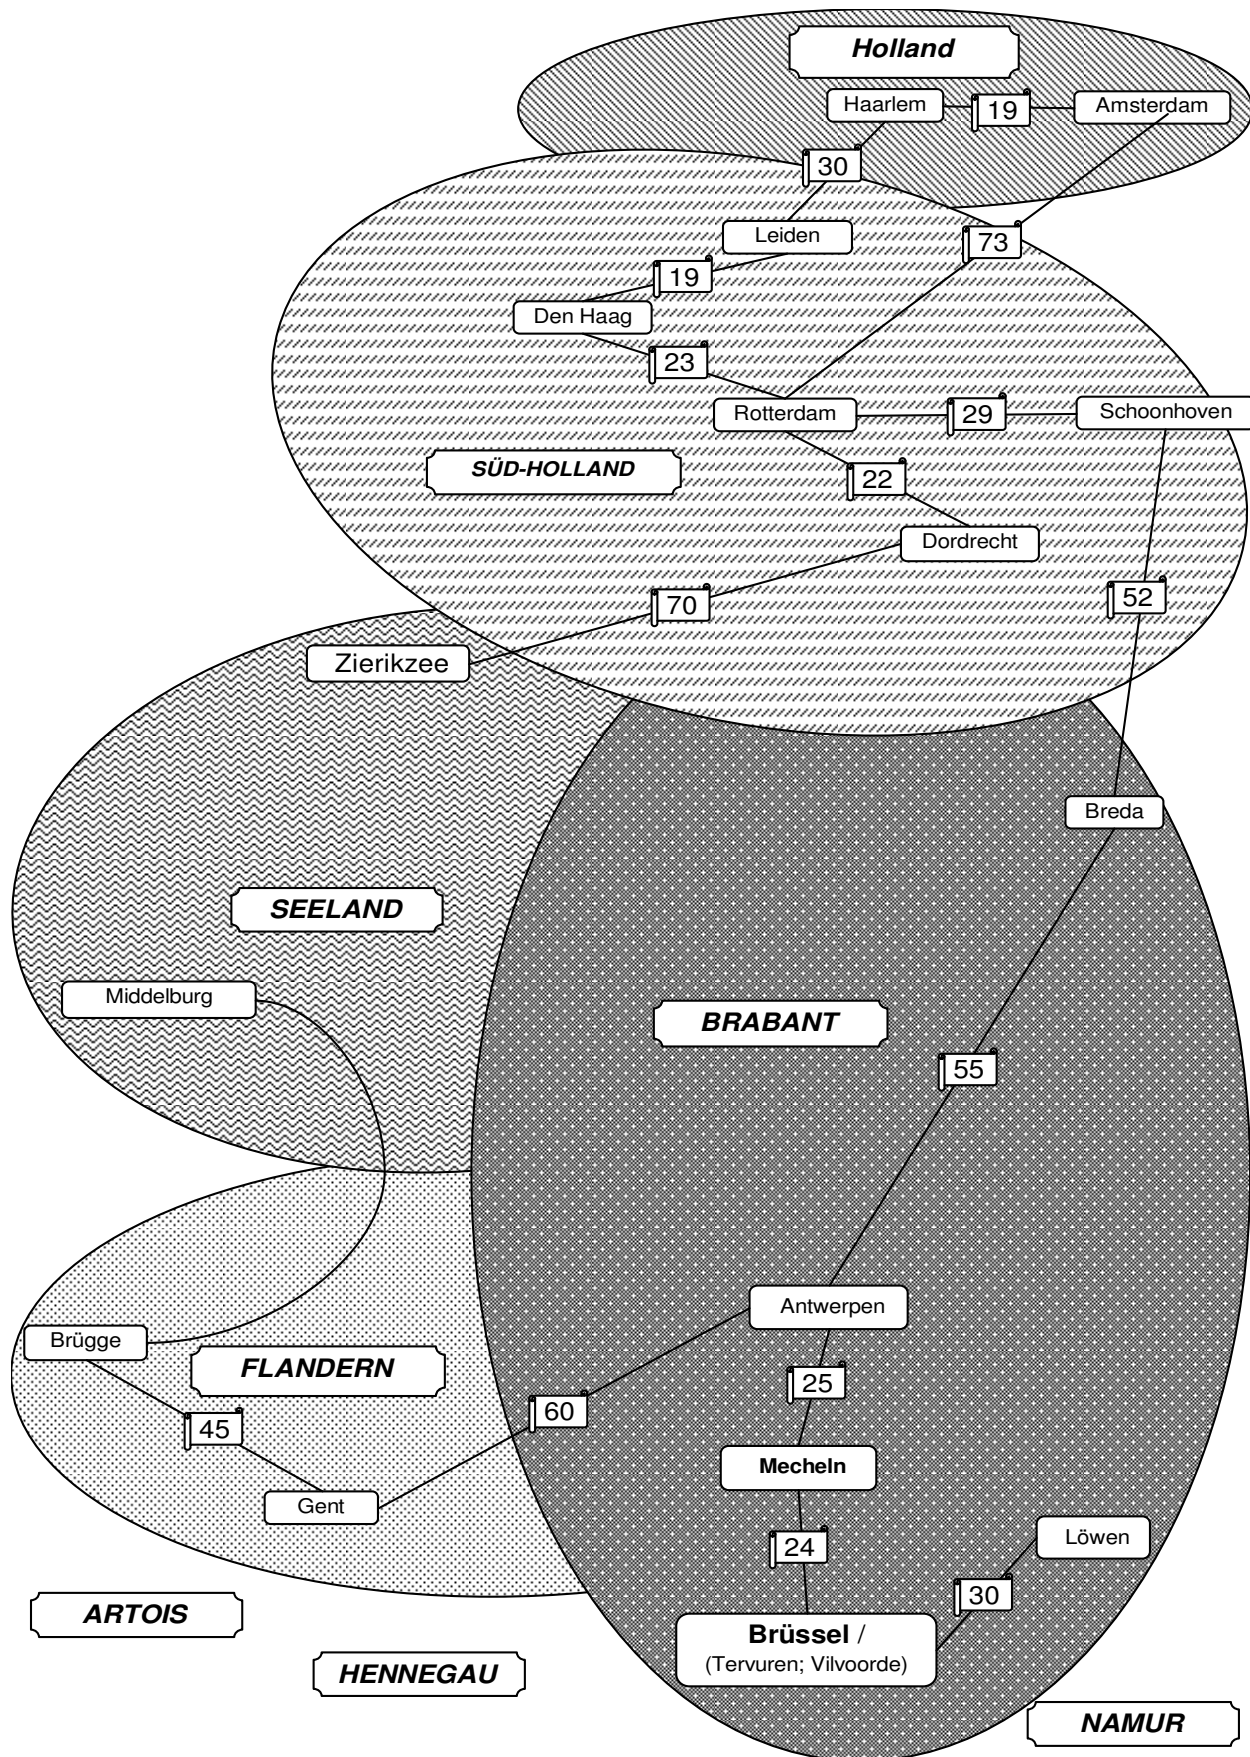 Holland
Haarlem
19
Amsterdam
30
Leiden
73
19
Den Haag
23
Rotterdam
29
Schoonhoven
SÜD-HOLLAND
22
Dordrecht
70
52
Zierikzee
Breda
SEELAND
Middelburg
BRABANT
55
Antwerpen
Brügge
FLANDERN
25
60
45
Mecheln
Gent
24
Löwen
30
ARTOIS
Brüssel /
(Tervuren; Vilvoorde)
HENNEGAU
NAMUR